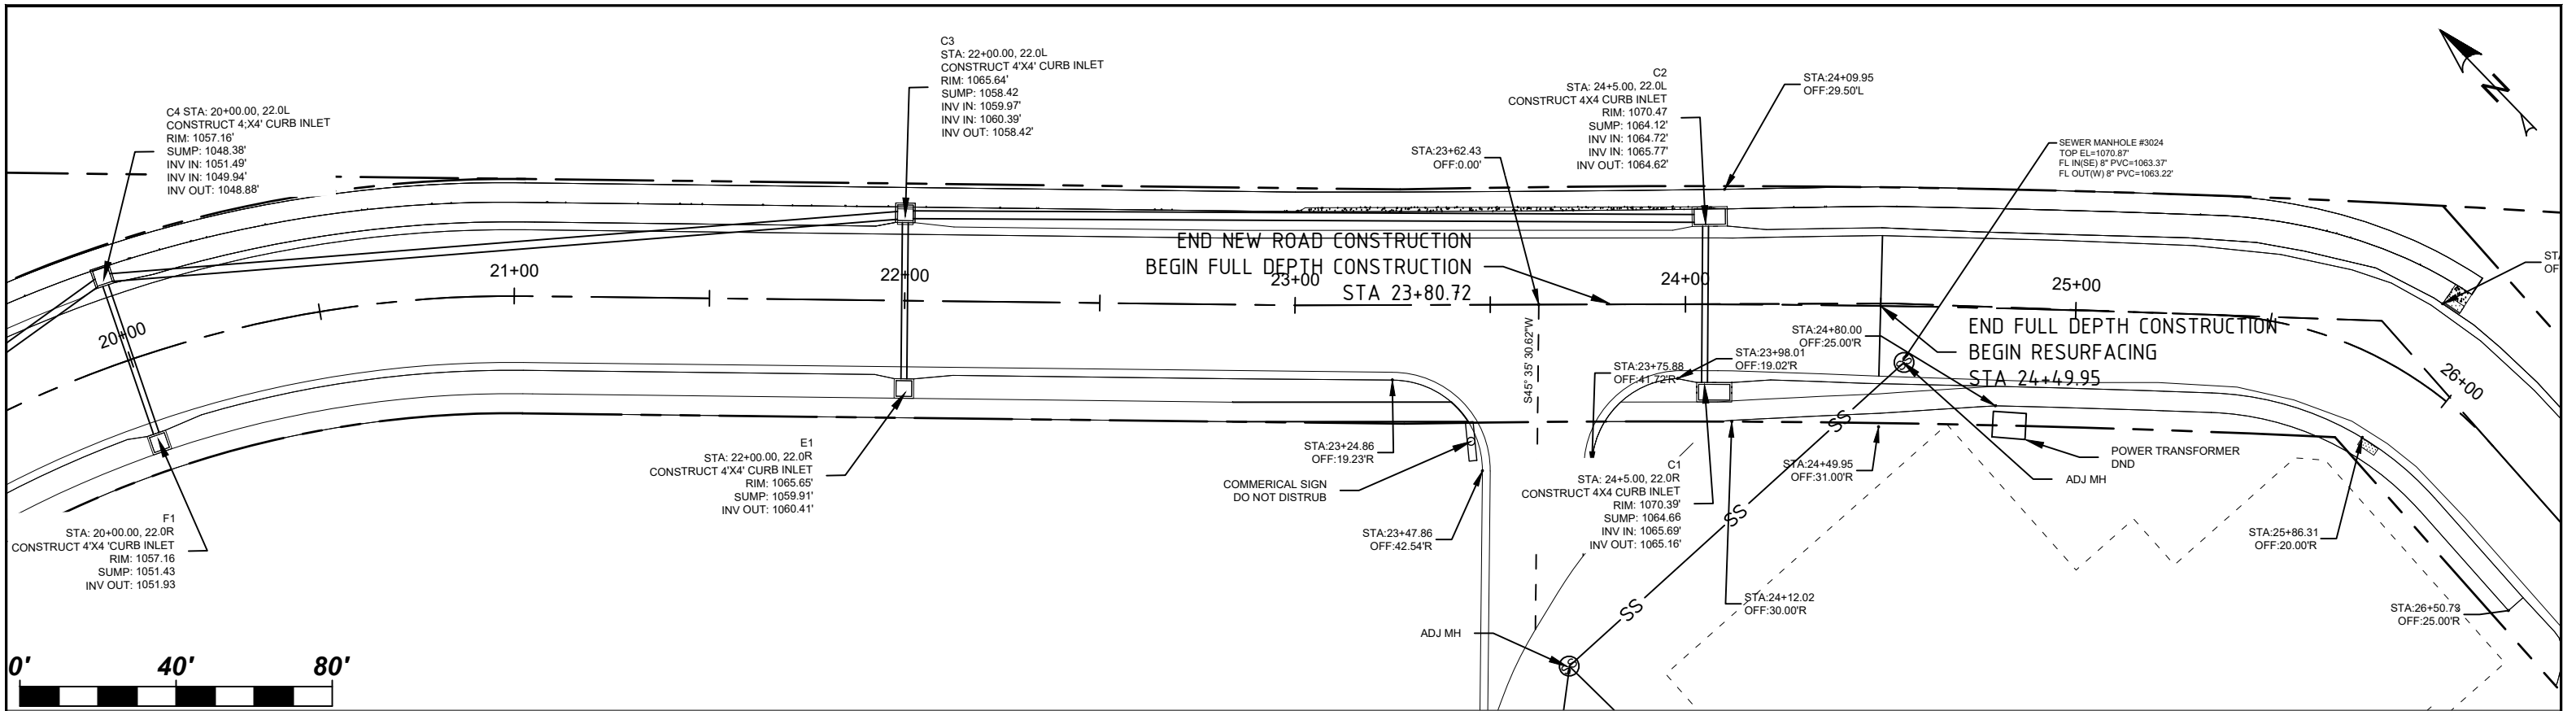 C4 STA: 20+00.00, 22.0L
CONSTRUCT 4;X4' CURB INLET
RIM: 1057.16'
SUMP: 1048.38'
INV IN: 1051.49'
INV IN: 1049.94'
INV OUT: 1048.88'
C3
STA: 22+00.00, 22.0L
CONSTRUCT 4'X4' CURB INLET
RIM: 1065.64'
SUMP: 1058.42
INV IN: 1059.97'
INV IN: 1060.39'
INV OUT: 1058.42'
C2
STA: 24+5.00, 22.0L
CONSTRUCT 4X4 CURB INLET
RIM: 1070.47
SUMP: 1064.12'
INV IN: 1064.72'
INV IN: 1065.77'
INV OUT: 1064.62'
STA:24+09.95
OFF:29.50'L
STA:23+62.43
OFF:0.00'
SEWER MANHOLE #3024
TOP EL=1070.87'
FL IN(SE) 8" PVC=1063.37'
FL OUT(W) 8" PVC=1063.22'
N
STA
OF
END NEW ROAD CONSTRUCTION
BEGIN FULL DEPTH CONSTRUCTION
STA 23+80.72
20+00
21+00
22+00
23+00
24+00
25+00
26+00
END FULL DEPTH CONSTRUCTION
BEGIN RESURFACING
STA 24+49.95
STA:24+80.00
OFF:25.00'R
STA:23+98.01
OFF:19.02'R
STA:23+75.88
OFF:41.72'R
S45° 35' 30.62"W
STA:23+24.86
OFF:19.23'R
COMMERICAL SIGN
DO NOT DISTRUB
STA:23+47.86
OFF:42.54'R
E1
STA: 22+00.00, 22.0R
CONSTRUCT 4'X4' CURB INLET
RIM: 1065.65'
SUMP: 1059.91'
INV OUT: 1060.41'
F1
STA: 20+00.00, 22.0R
CONSTRUCT 4'X4 'CURB INLET
RIM: 1057.16
SUMP: 1051.43
INV OUT: 1051.93
C1
STA: 24+5.00, 22.0R
CONSTRUCT 4X4 CURB INLET
RIM: 1070.39'
SUMP: 1064.66
INV IN: 1065.69'
INV OUT: 1065.16'
STA:24+49.95
OFF:31.00'R
POWER TRANSFORMER
DND
ADJ MH
STA:25+86.31
OFF:20.00'R
STA:24+12.02
OFF:30.00'R
STA:26+50.73
OFF:25.00'R
ADJ MH
SS
SS
SS
SS
SS
0' 40' 80'